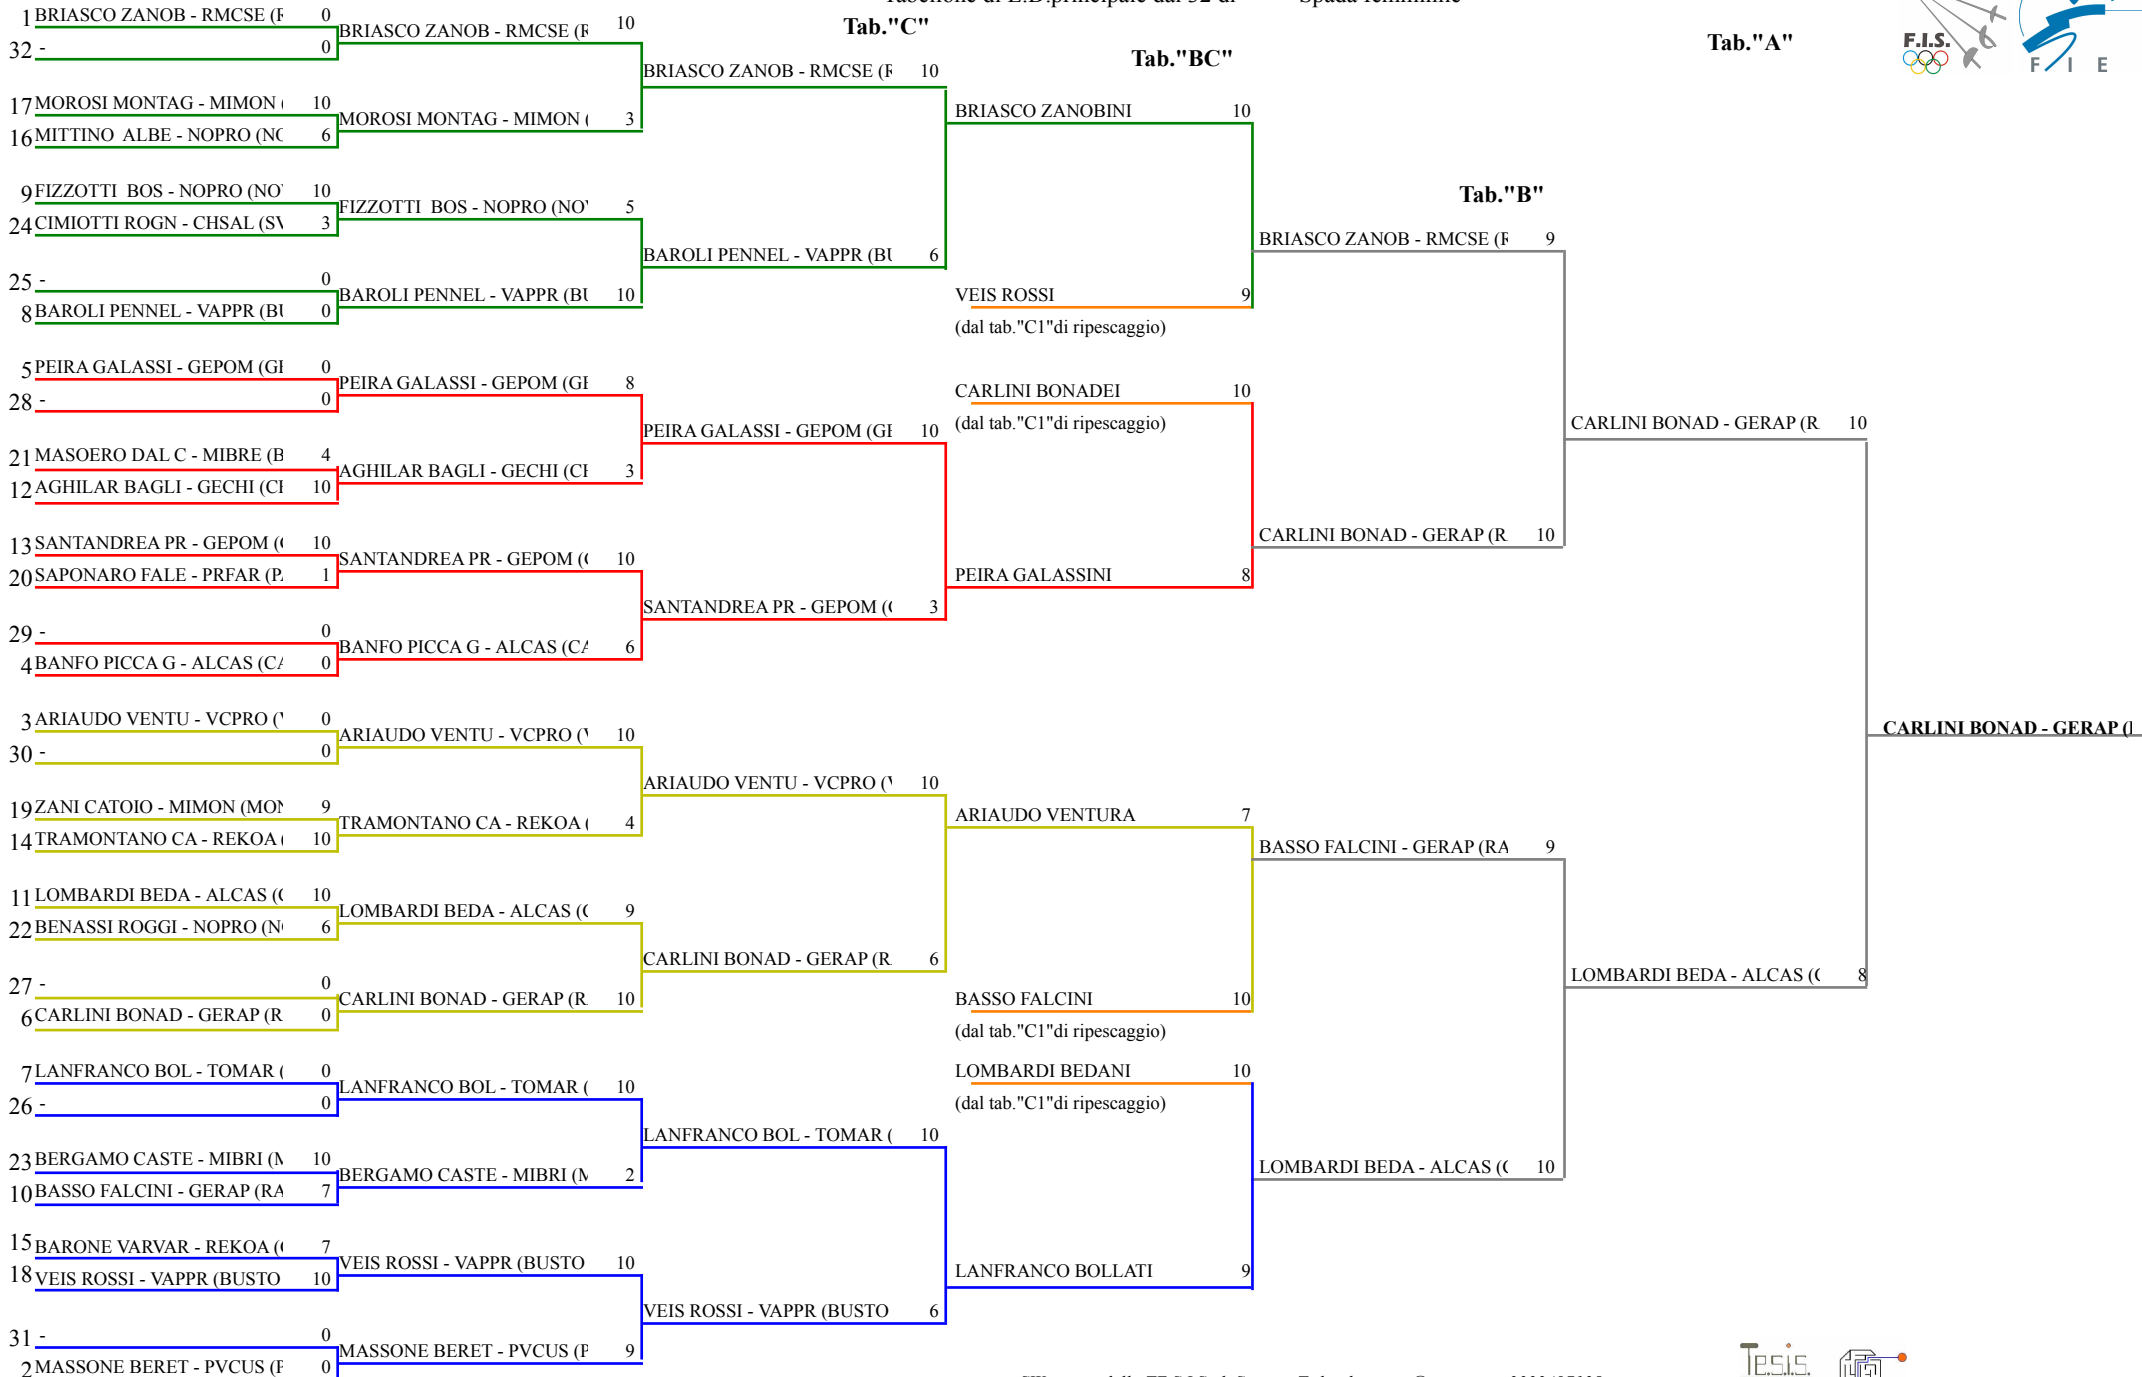 Tab."C"
Tab."BC"
Tab."A"
Tab."B"
F.I.S.
F I E
1 BRIASCO ZANOB - RMCSE (R 0
32 - 0
17 MOROSI MONTAG - MIMON ( 10
16 MITTINO ALBE - NOPRO (NO 6
9 FIZZOTTI BOS - NOPRO (NO 10
24 CIMIOTTI ROGN - CHSAL (SV 3
25 - 0
8 BAROLI PENNEL - VAPPR (BU 0
5 PEIRA GALASSI - GEPOM (GE 0
28 - 0
21 MASOERO DAL C - MIBRE (B 4
12 AGHILAR BAGLI - GECHI (CH 10
13 SANTANDREA PR - GEPOM ( 10
20 SAPONARO FALE - PRFAR (PA 1
29 - 0
4 BANFO PICCA G - ALCAS (CA 0
3 ARIAUDO VENTU - VCPRO (V 0
30 - 0
19 ZANI CATOIO - MIMON (MON 9
14 TRAMONTANO CA - REKOA ( 10
11 LOMBARDI BEDA - ALCAS (C 10
22 BENASSI ROGGI - NOPRO (N 6
27 - 0
6 CARLINI BONAD - GERAP (R 0
7 LANFRANCO BOL - TOMAR ( 0
26 - 0
23 BERGAMO CASTE - MIBRI (M 10
10 BASSO FALCINI - GERAP (RA 7
15 BARONE VARVAR - REKOA ( 7
18 VEIS ROSSI - VAPPR (BUSTO 10
31 - 0
2 MASSONE BERET - PVCUS (P 0
BRIASCO ZANOB - RMCSE (R 10
MOROSI MONTAG - MIMON ( 3
FIZZOTTI BOS - NOPRO (NO 5
BAROLI PENNEL - VAPPR (BU 10
PEIRA GALASSI - GEPOM (GE 8
AGHILAR BAGLI - GECHI (CH 3
SANTANDREA PR - GEPOM ( 10
BANFO PICCA G - ALCAS (CA 6
ARIAUDO VENTU - VCPRO (V 10
TRAMONTANO CA - REKOA ( 4
LOMBARDI BEDA - ALCAS (C 9
CARLINI BONAD - GERAP (R 10
LANFRANCO BOL - TOMAR ( 10
BERGAMO CASTE - MIBRI (M 2
VEIS ROSSI - VAPPR (BUSTO 10
MASSONE BERET - PVCUS (P 9
BRIASCO ZANOB - RMCSE (R 10
BAROLI PENNEL - VAPPR (BU 6
PEIRA GALASSI - GEPOM (GE 10
SANTANDREA PR - GEPOM ( 3
ARIAUDO VENTU - VCPRO (V 10
CARLINI BONAD - GERAP (R 6
LANFRANCO BOL - TOMAR ( 10
VEIS ROSSI - VAPPR (BUSTO 6
BRIASCO ZANOBINI 10
VEIS ROSSI 9
(dal tab."C1"di ripescaggio)
CARLINI BONADEI 10
(dal tab."C1"di ripescaggio)
PEIRA GALASSINI 8
ARIAUDO VENTURA 7
BASSO FALCINI 10
(dal tab."C1"di ripescaggio)
LOMBARDI BEDANI 10
(dal tab."C1"di ripescaggio)
LANFRANCO BOLLATI 9
BRIASCO ZANOB - RMCSE (R 9
CARLINI BONAD - GERAP (R 10
BASSO FALCINI - GERAP (RA 9
LOMBARDI BEDA - ALCAS (C 10
CARLINI BONAD - GERAP (R 10
LOMBARDI BEDA - ALCAS (C 8
CARLINI BONAD - GERAP (
Tesis